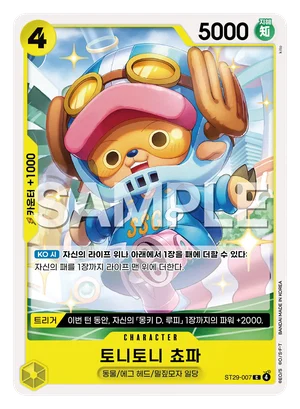 4
5000
지혜
知
카운터 +1000
SAMPLE
KO 시 자신의 라이프 위나 아래에서 1장을 패에 더할 수 있다:
자신의 패를 1장까지 라이프 맨 위에 더한다
트리거 이번 턴 동안, 자신의 「몽키 D. 루피」 1장까지의 파워 +2000.
CHARACTER
토니토니 쵸파
동물/에그 헤드/밀짚모자 일당
ST29-007 C
©E.O/S. ©E.O./S.,F.-T
BANDAI MADE IN KOREA